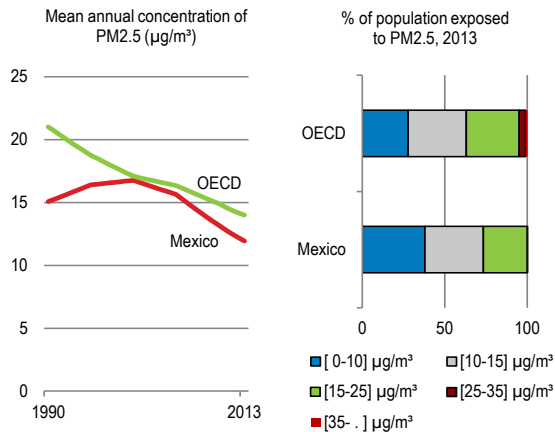 Mean annual concentration of
PM2.5 (µg/m³)
25
20
15
10
5
0
1990
2013
OECD
Mexico
% of population exposed
to PM2.5, 2013
OECD
Mexico
0
50
100
[ 0-10] µg/m³
[10-15] µg/m³
[15-25] µg/m³
[25-35] µg/m³
[35- . ] µg/m³